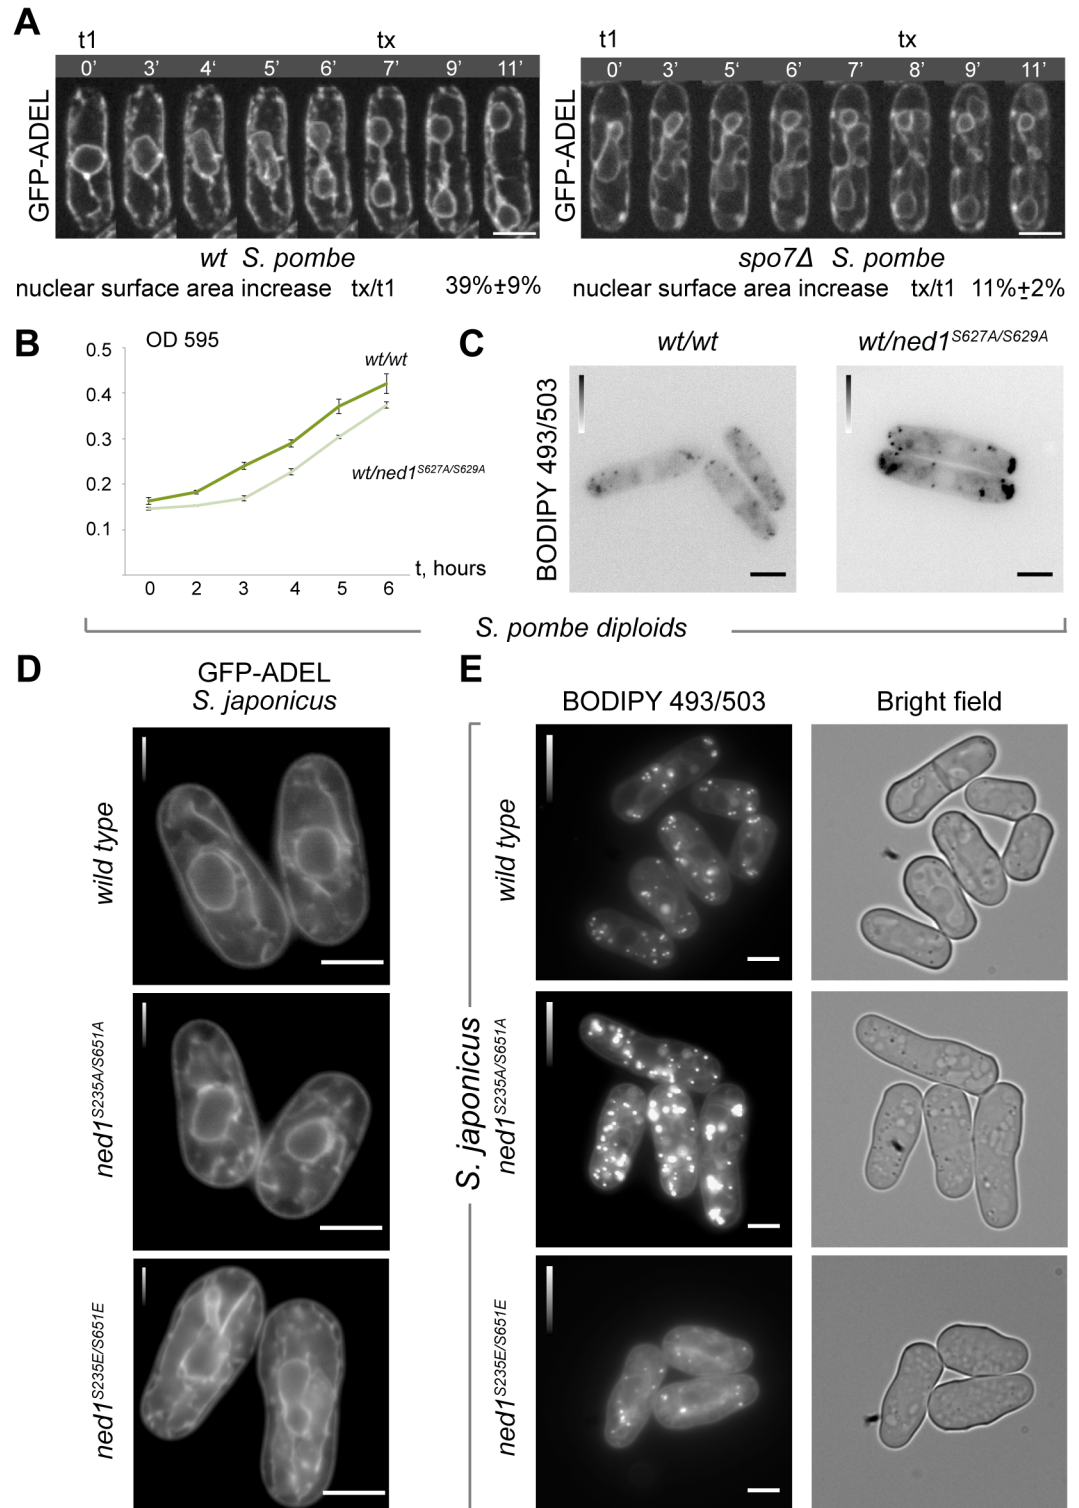 A
t1 tx
0’ 3’ 4‘ 5’ 6’ 7’ 9’ 11’
GFP-ADEL
wt S. pombe
nuclear surface area increase tx/t1 39%±9%
t1 tx
0’ 3’ 5‘ 6’ 7’ 8’ 9’ 11’
GFP-ADEL
spo7Δ S. pombe
nuclear surface area increase tx/t1 11%±2%
B
OD 595
0.5
0.4
0.3
0.2
0.1
wt/wt
wt/ned1S627A/S629A
t, hours
0 2 3 4 5 6
C
wt/wt wt/ned1S627A/S629A
BODIPY 493/503
S. pombe diploids
D
GFP-ADEL
S. japonicus
wild type
ned1S235A/S651A
ned1S235E/S651E
E
BODIPY 493/503 Bright field
S. japonicus
wild type
ned1S235A/S651A
ned1S235E/S651E